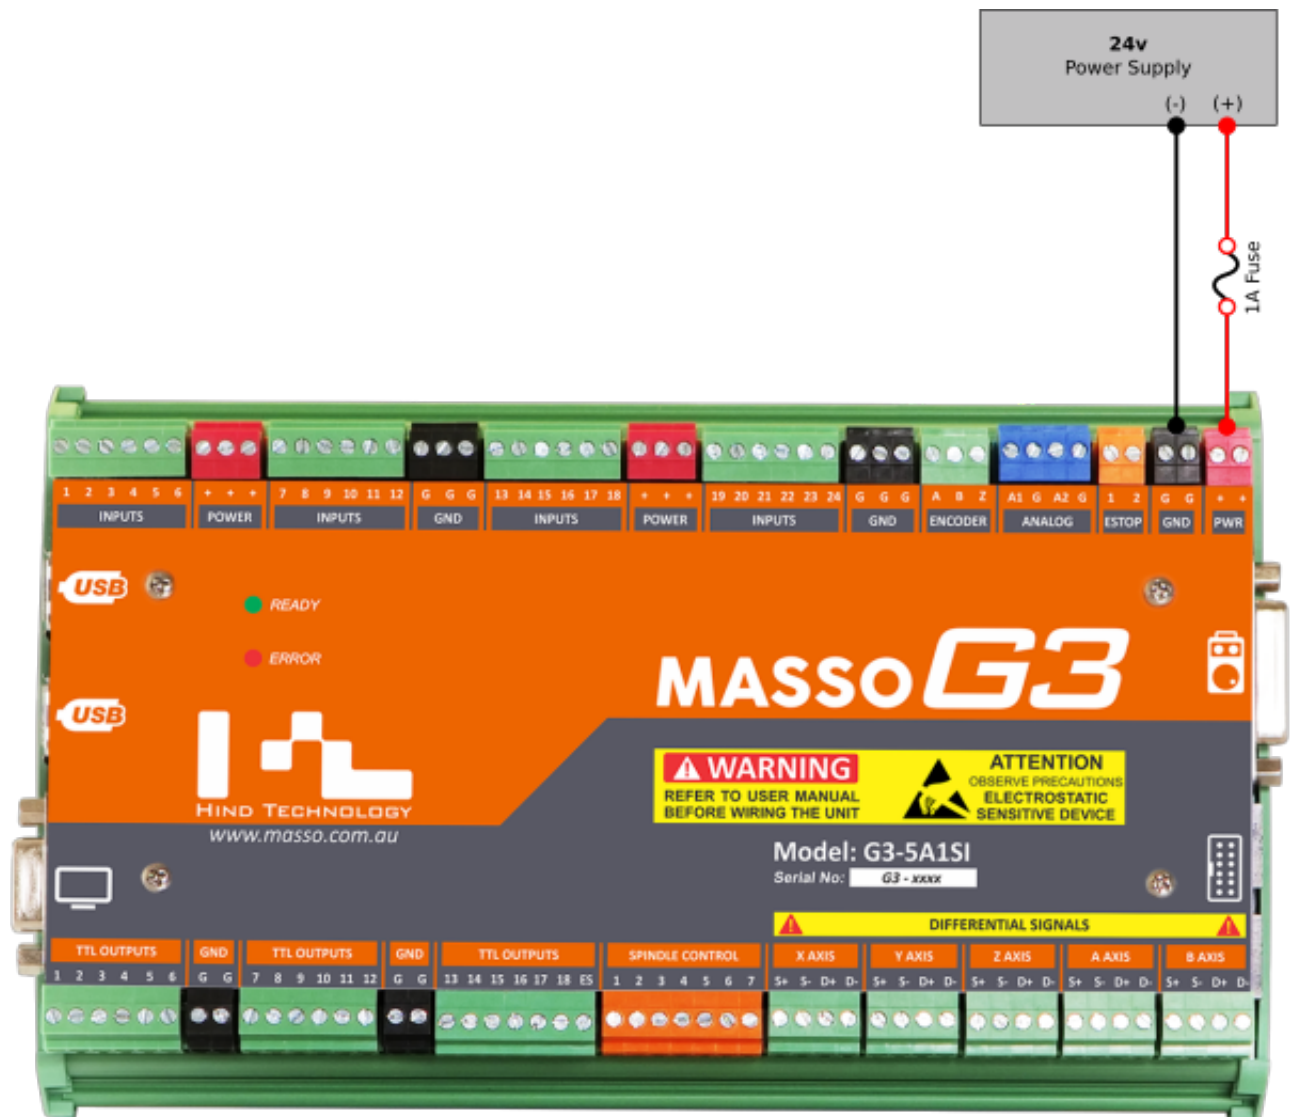 24v
Power Supply
(-) (+)
1A Fuse
1 2 3 4 5 6 + + + 7 8 9 10 11 12 G G G 13 14 15 16 17 18 + + + 19 20 21 22 23 24 G G G A B Z A1 G A2 G 1 2 G G + +
INPUTS POWER INPUTS GND INPUTS POWER INPUTS GND ENCODER ANALOG ESTOP GND PWR
USB
READY
ERROR
MASSO G3
USB
WARNING
REFER TO USER MANUAL
BEFORE WIRING THE UNIT
ATTENTION
OBSERVE PRECAUTIONS
ELECTROSTATIC
SENSITIVE DEVICE
HIND TECHNOLOGY
www.masso.com.au
Model: G3-5A1SI
Serial No: G3 - xxxx
DIFFERENTIAL SIGNALS
TTL OUTPUTS GND TTL OUTPUTS GND TTL OUTPUTS SPINDLE CONTROL X AXIS Y AXIS Z AXIS A AXIS B AXIS
1 2 3 4 5 6 G G 7 8 9 10 11 12 G G 13 14 15 16 17 18 ES 1 2 3 4 5 6 7 S+ S- D+ D- S+ S- D+ D- S+ S- D+ D- S+ S- D+ D- S+ S- D+ D-